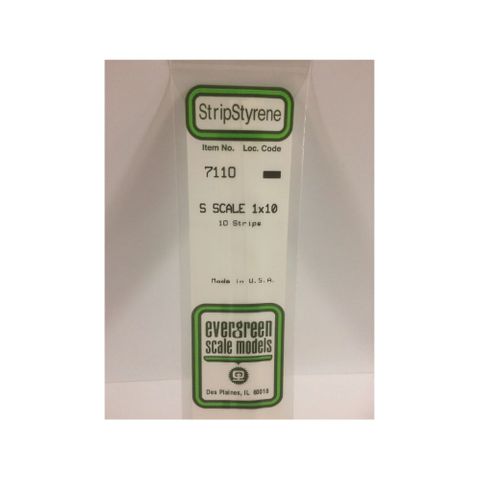 StripStyrene
Item No. Loc. Code
7110
S SCALE 1x10
10 Strips
Made in U.S.A.
evergreen
scale models
Des Plaines, IL 60018